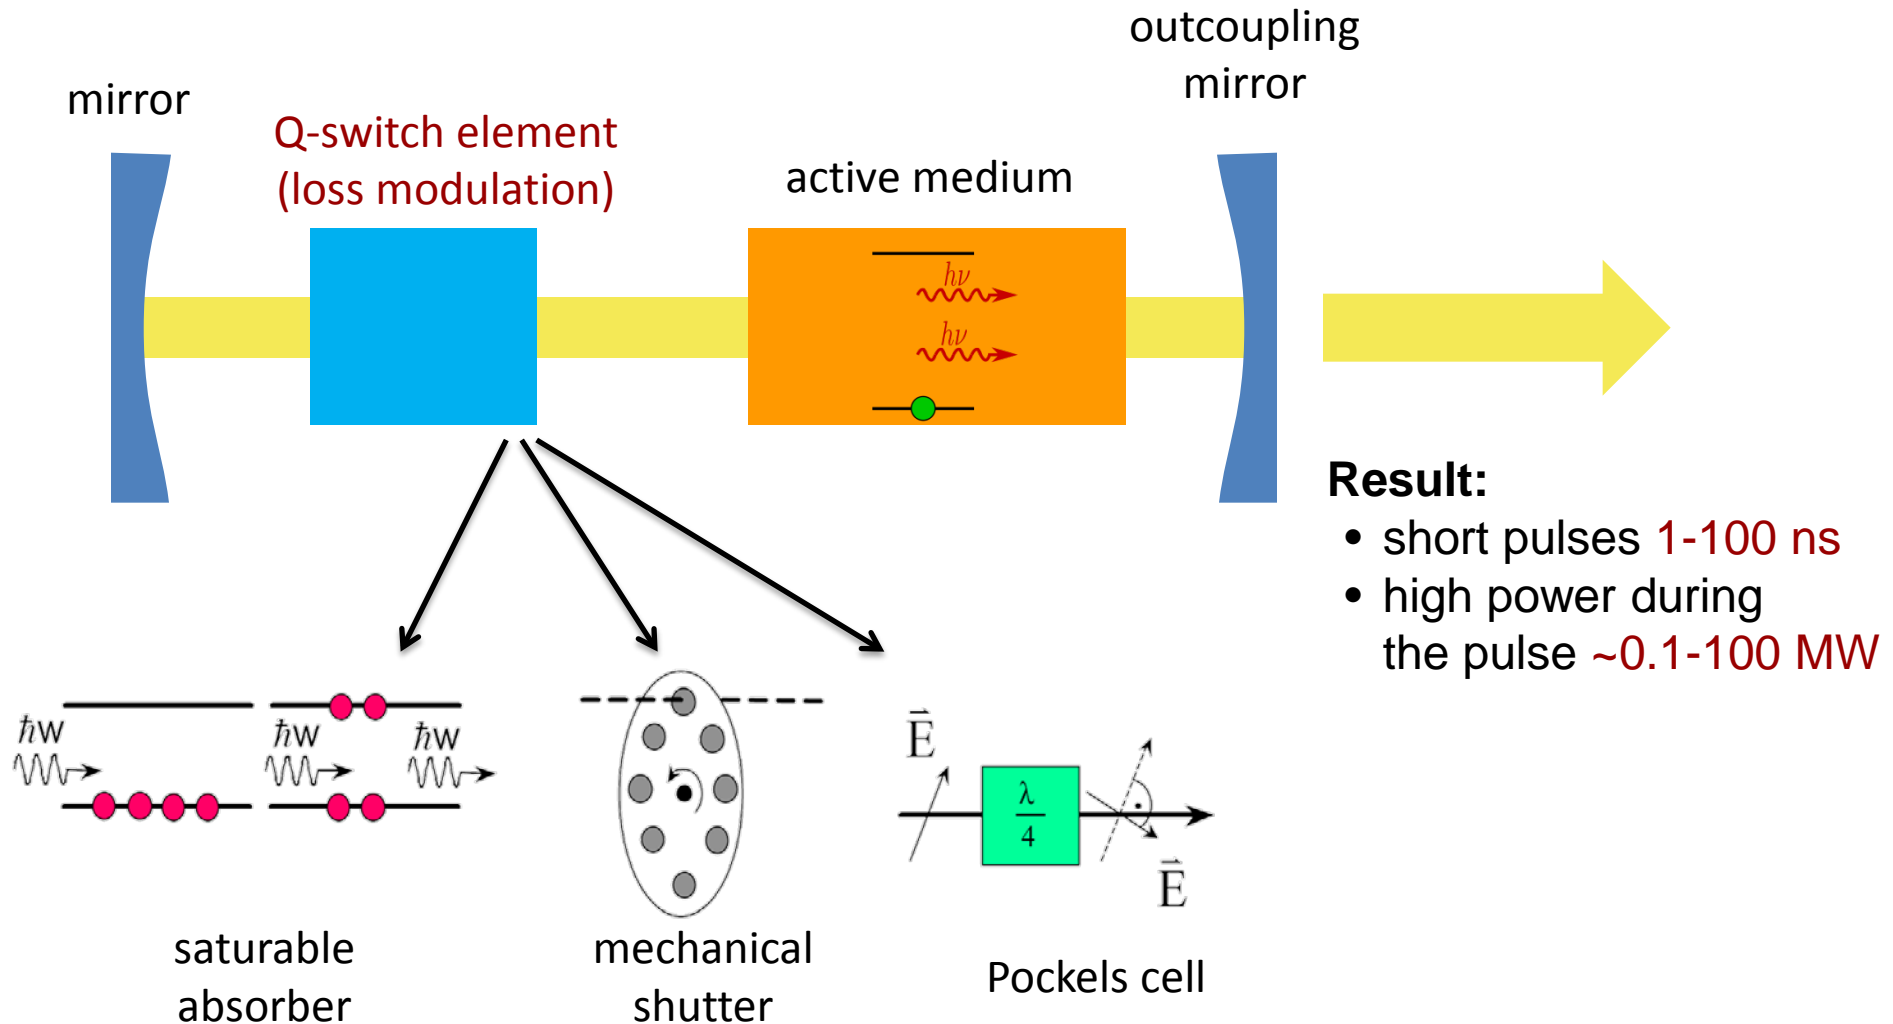 outcoupling
mirror
mirror
Q-switch element
(loss modulation)
active medium
hν
hν
Result:
• short pulses 1-100 ns
• high power during
the pulse ~0.1-100 MW
ħw
ħw
ħw
E⃗
λ
4
E⃗
saturable
absorber
mechanical
shutter
Pockels cell